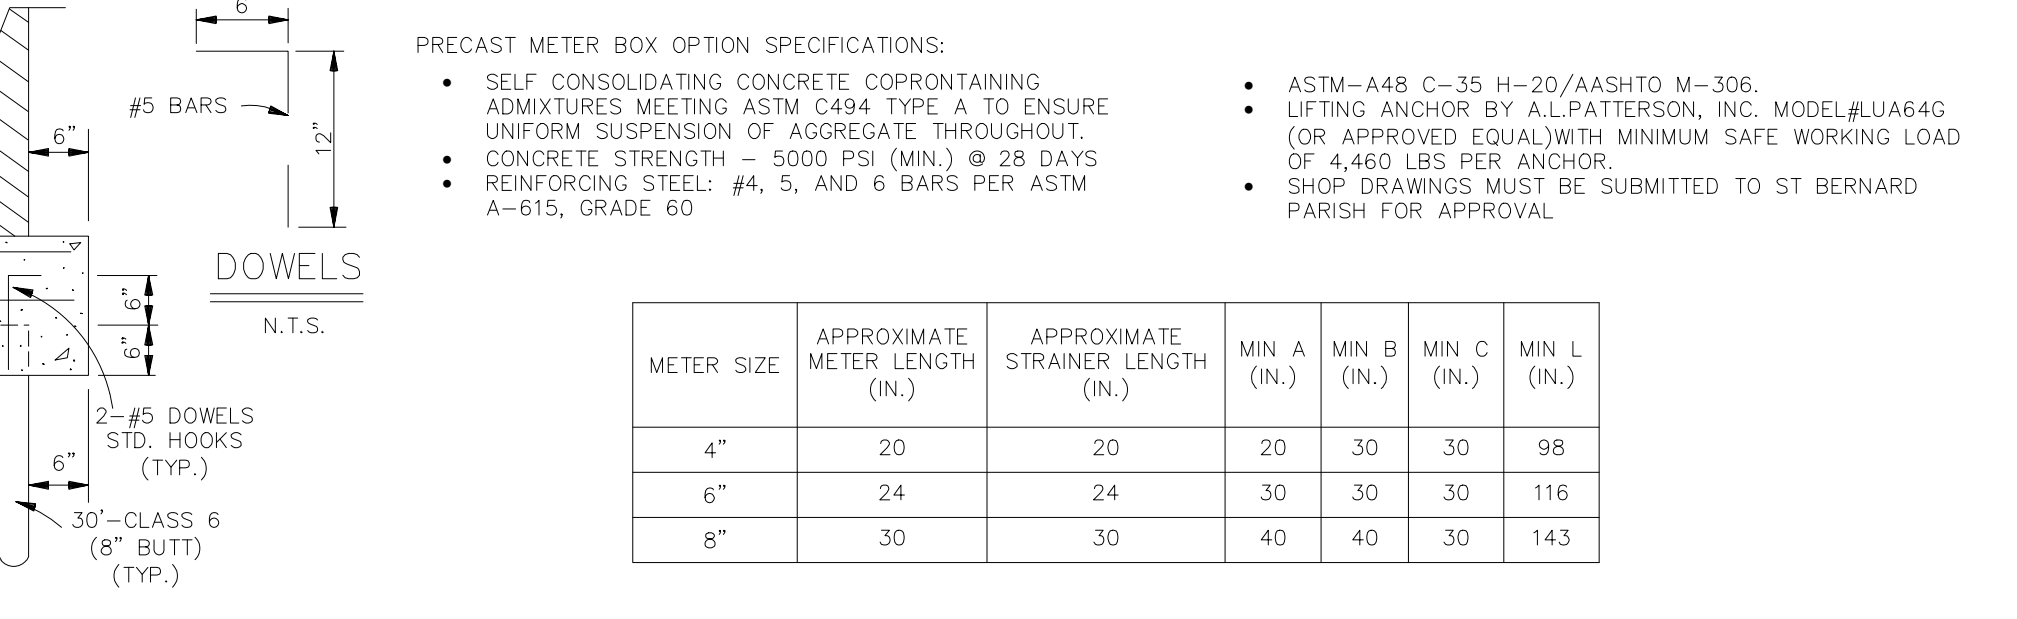 6
#5 BARS
12”
6”
DOWELS
N.T.S.
6”
6”
2-#5 DOWELS
STD. HOOKS
(TYP.)
6”
30’-CLASS 6
(8” BUTT)
(TYP.)
PRECAST METER BOX OPTION SPECIFICATIONS:
• SELF CONSOLIDATING CONCRETE COPRONTAINING
ADMIXTURES MEETING ASTM C494 TYPE A TO ENSURE
UNIFORM SUSPENSION OF AGGREGATE THROUGHOUT.
• CONCRETE STRENGTH – 5000 PSI (MIN.) @ 28 DAYS
• REINFORCING STEEL: #4, 5, AND 6 BARS PER ASTM
A-615, GRADE 60
• ASTM-A48 C-35 H-20/AASHTO M-306.
• LIFTING ANCHOR BY A.L.PATTERSON, INC. MODEL#LUA64G
(OR APPROVED EQUAL)WITH MINIMUM SAFE WORKING LOAD
OF 4,460 LBS PER ANCHOR.
• SHOP DRAWINGS MUST BE SUBMITTED TO ST BERNARD
PARISH FOR APPROVAL
METER SIZE
APPROXIMATE
METER LENGTH
(IN.)
APPROXIMATE
STRAINER LENGTH
(IN.)
MIN A
(IN.)
MIN B
(IN.)
MIN C
(IN.)
MIN L
(IN.)
4” 20 20 20 30 30 98
6” 24 24 30 30 30 116
8” 30 30 40 40 30 143